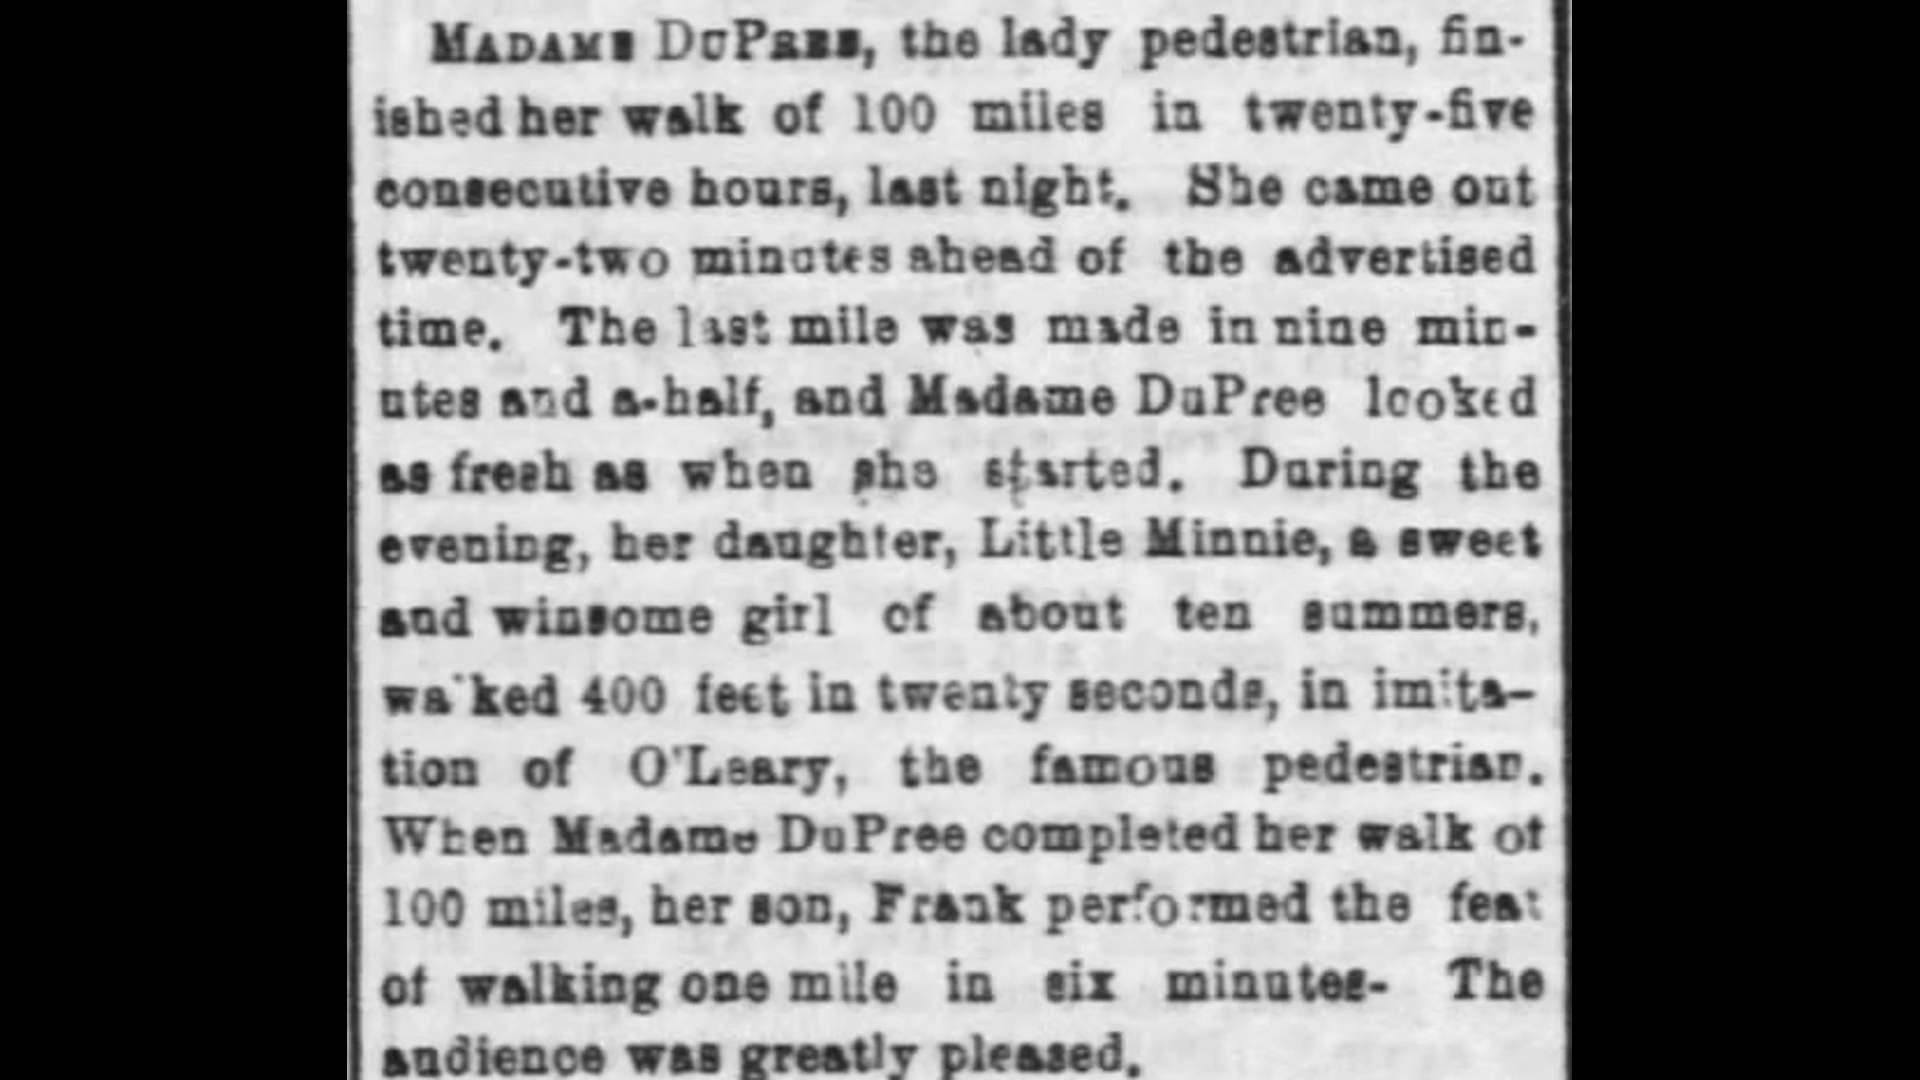 MADAME DUPREE, the lady pedestrian, fin-
ished her walk of 100 miles in twenty-five
consecutive hours, last night. She came out
twenty-two minutes ahead of the advertised
time. The last mile was made in nine min-
utes and a-half, and Madame DuPree looked
as fresh as when she started. During the
evening, her daughter, Little Minnie, a sweet
and winsome girl of about ten summers,
walked 400 feet in twenty seconds, in imita-
tion of O'Leary, the famous pedestrian.
When Madame DuPree completed her walk of
100 miles, her son, Frank performed the feat
of walking one mile in six minutes- The
audience was greatly pleased.